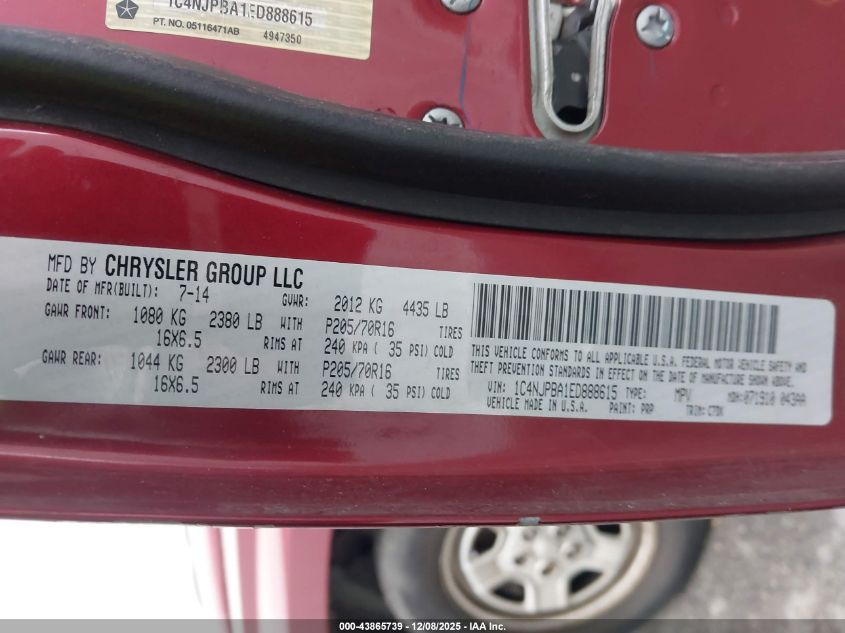 1C4NJPBA1ED888615
PT. NO. 05116471AB 4947350
MFD BY CHRYSLER GROUP LLC
DATE OF MFR(BUILT): 7-14 GVWR: 2012 KG 4435 LB
GAWR FRONT: 1080 KG 2380 LB WITH P205/70R16 TIRES
16X6.5 RIMS AT 240 KPA ( 35 PSI) COLD
GAWR REAR: 1044 KG 2300 LB WITH P205/70R16 TIRES
16X6.5 RIMS AT 240 KPA ( 35 PSI) COLD
THIS VEHICLE CONFORMS TO ALL APPLICABLE U.S.A. FEDERAL MOTOR VEHICLE SAFETY AND
THEFT PREVENTION STANDARDS IN EFFECT ON THE DATE OF MANUFACTURE SHOWN ABOVE.
VIN: 1C4NJPBA1ED888615 TYPE: MPV MDH: 071910 043AA
VEHICLE MADE IN U.S.A. PAINT: PRP TRIM: C7DX
000-43865739 - 12/08/2025 - IAA Inc.